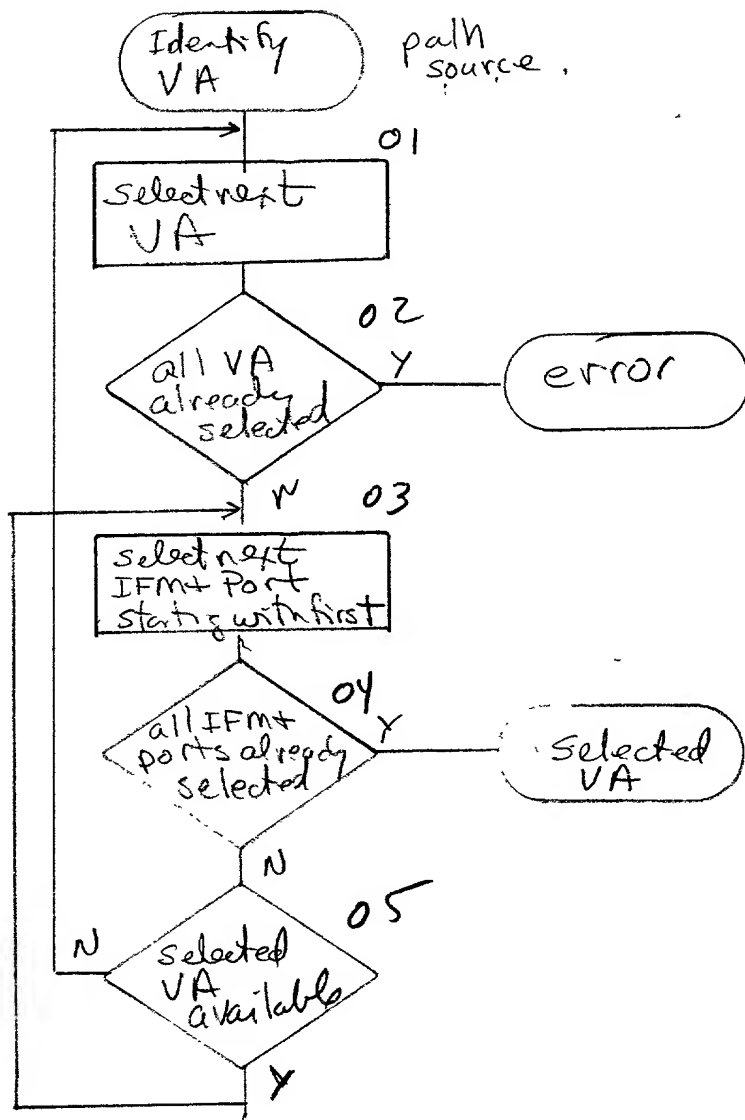 Identify
VA
path
source.
01
select next
VA
02
all VA
already
selected
Y
error
N
03
select next
IFM+ Port
starting with first
04
all IFM+
ports already
selected
Y
selected
VA
N
05
N
selected
VA
available
Y